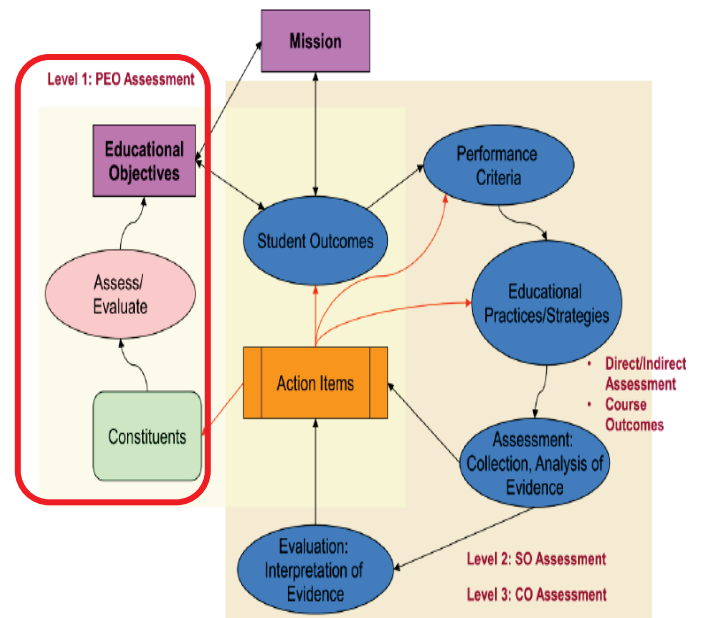 Mission
Level 1: PEO Assessment
Educational
Objectives
Performance
Criteria
Student Outcomes
Assess/
Evaluate
Educational
Practices/Strategies
Action Items
• Direct/Indirect
Assessment
• Course
Outcomes
Constituents
Assessment:
Collection, Analysis of
Evidence
Evaluation:
Interpretation of
Evidence
Level 2: SO Assessment
Level 3: CO Assessment